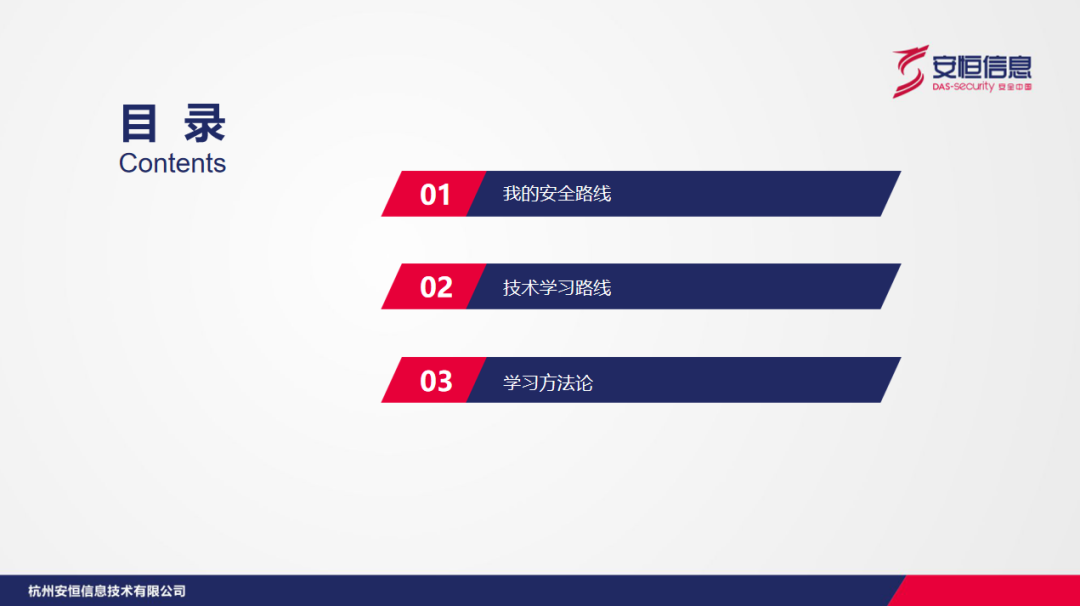 安恒信息
DAS-security 安全中国
目 录
Contents
01 我的安全路线
02 技术学习路线
03 学习方法论
杭州安恒信息技术有限公司